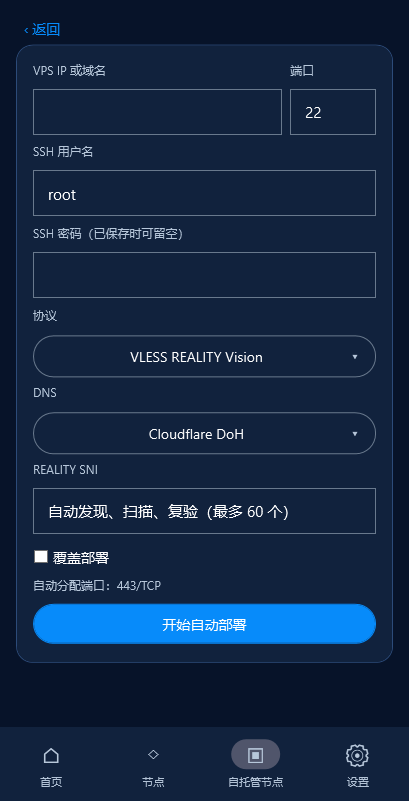 ‹ 返回
VPS IP 或域名
端口
22
SSH 用户名
root
SSH 密码（已保存时可留空）
协议
VLESS REALITY Vision
DNS
Cloudflare DoH
REALITY SNI
自动发现、扫描、复验（最多 60 个）
覆盖部署
自动分配端口：443/TCP
开始自动部署
首页
节点
自托管节点
设置